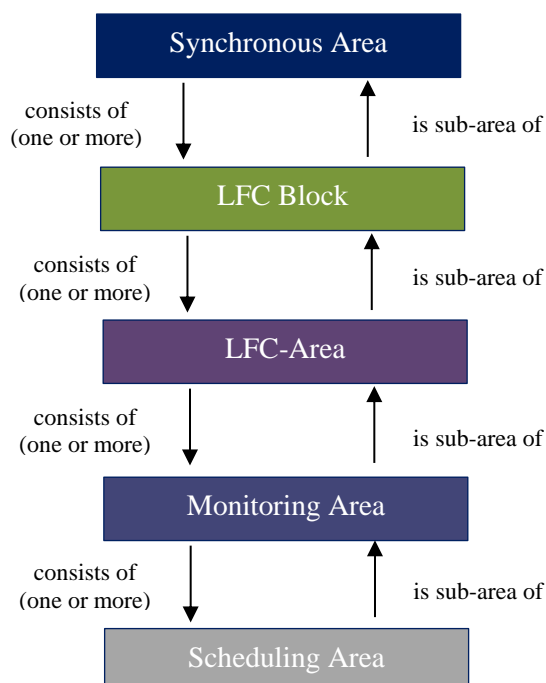 Synchronous Area
consists of
(one or more)
is sub-area of
LFC Block
consists of
(one or more)
is sub-area of
LFC-Area
consists of
(one or more)
is sub-area of
Monitoring Area
consists of
(one or more)
is sub-area of
Scheduling Area